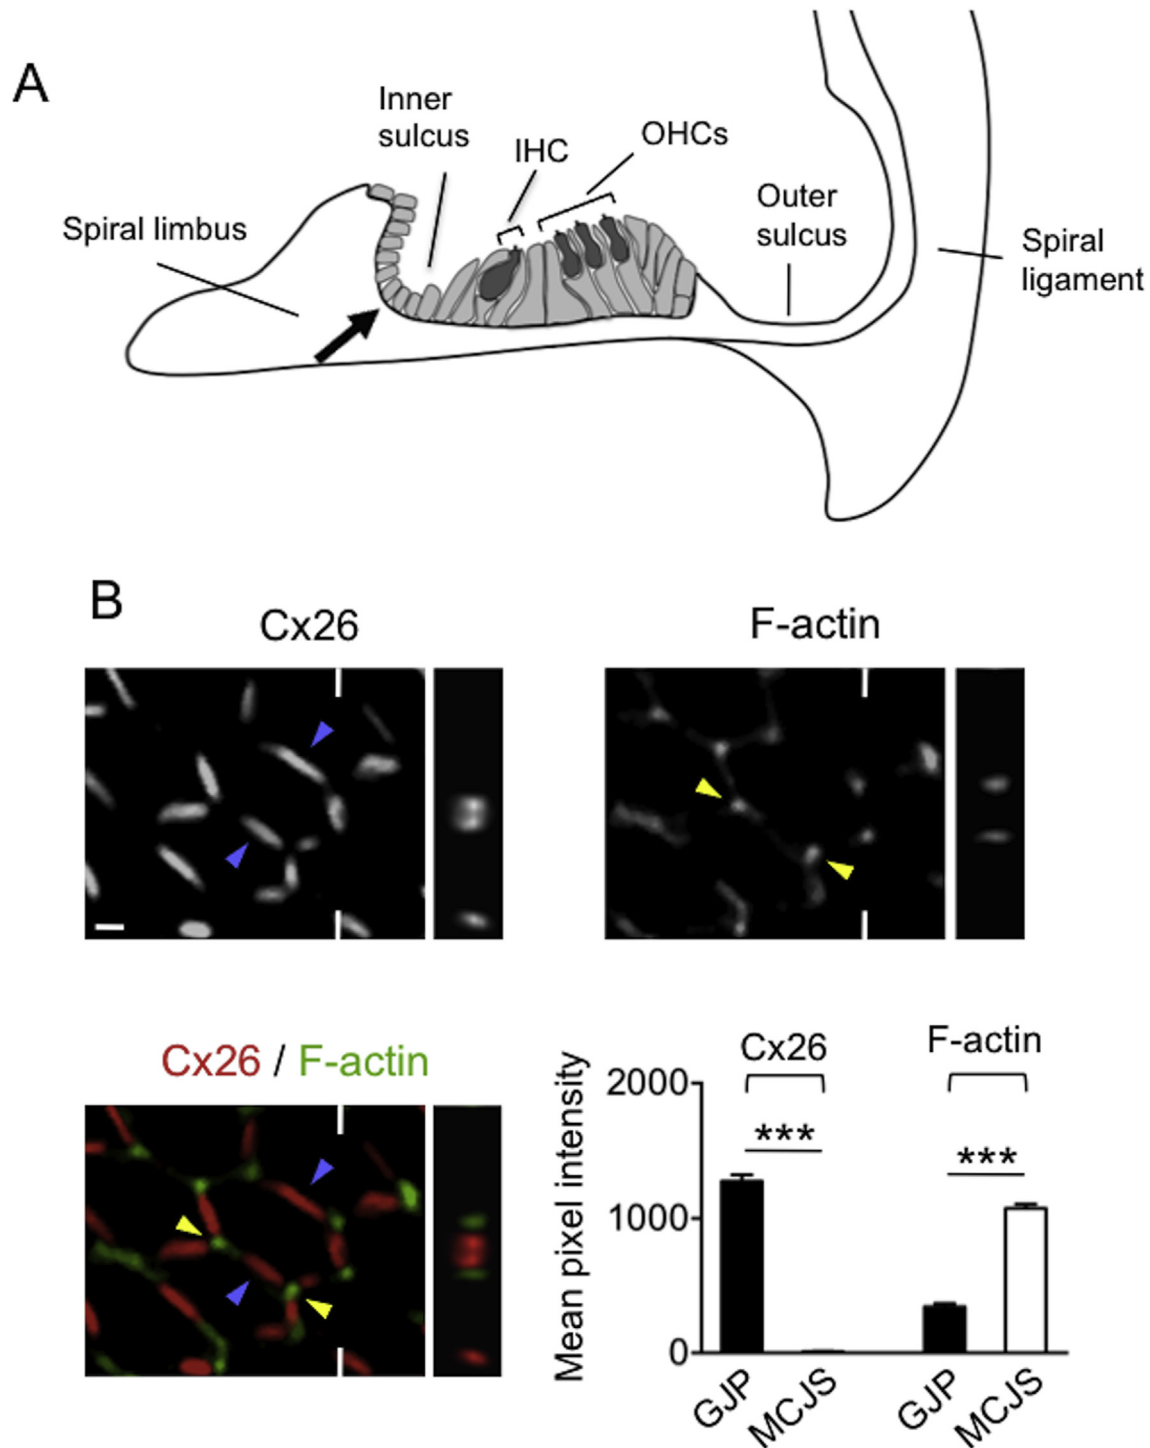 A
Inner
sulcus
IHC
OHCs
Outer
sulcus
Spiral limbus
Spiral
ligament
B
Cx26
F-actin
Cx26 / F-actin
Cx26
F-actin
Mean pixel intensity
2000
1000
0
***
***
GJP
MCJS
GJP
MCJS